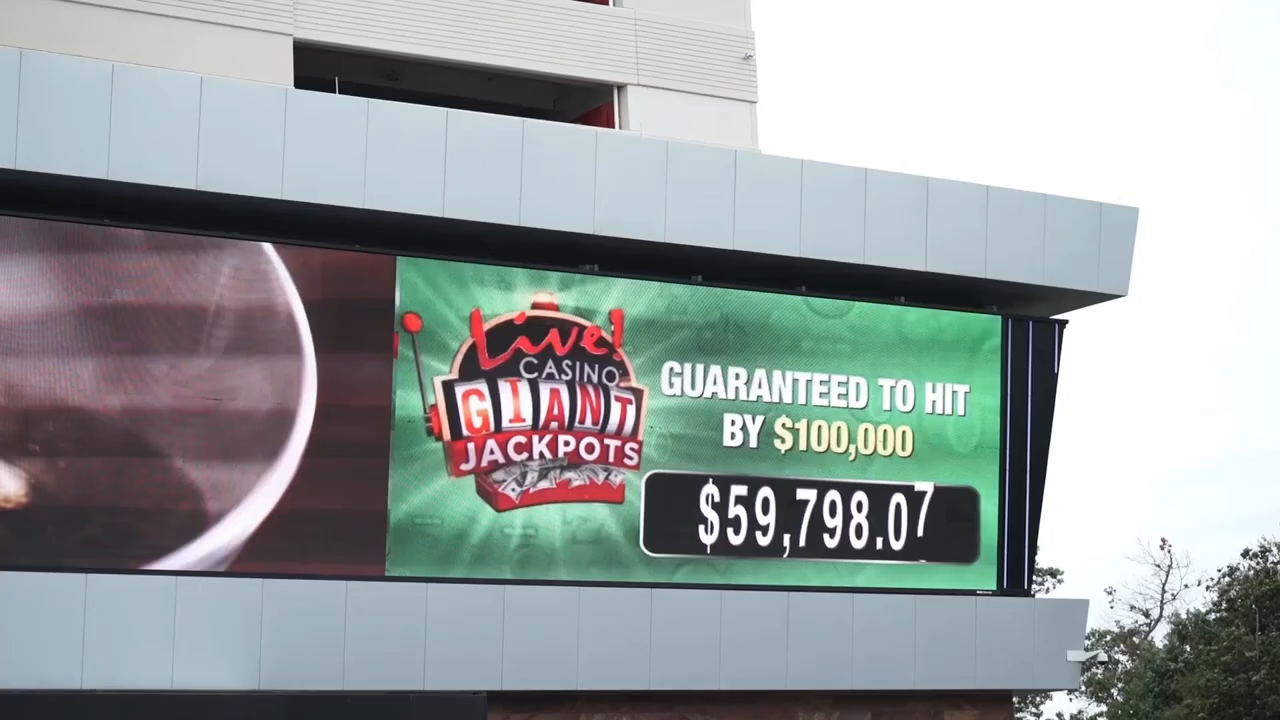 Live!
CASINO
GIANT
JACKPOTS
GUARANTEED TO HIT
BY $100,000
$59,798.07